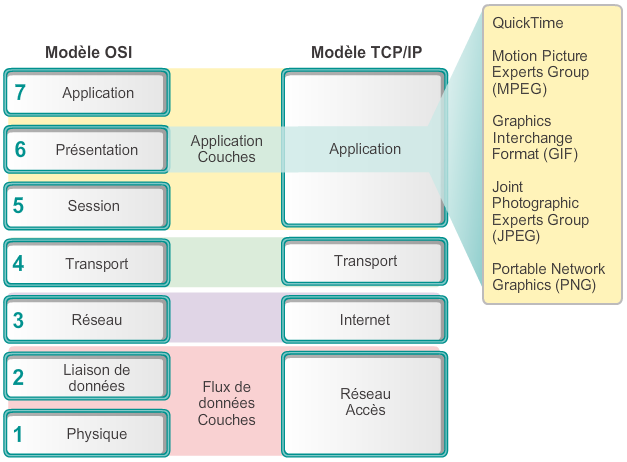 Modèle OSI
Modèle TCP/IP
7
Application
6
Présentation
5
Session
4
Transport
3
Réseau
2
Liaison de
données
1
Physique
Application
Couches
Flux de
données
Couches
Application
Transport
Internet
Réseau
Accès
QuickTime
Motion Picture
Experts Group
(MPEG)
Graphics
Interchange
Format (GIF)
Joint
Photographic
Experts Group
(JPEG)
Portable Network
Graphics (PNG)